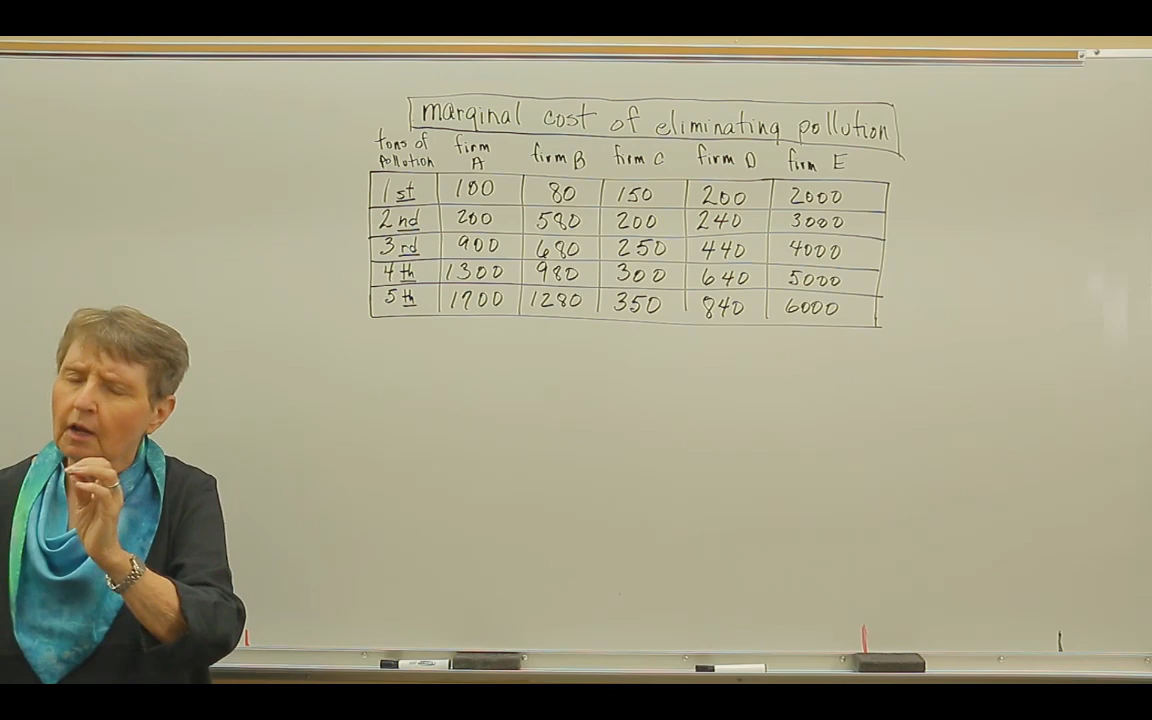 marginal cost of eliminating pollution
tons of pollution firm A firm B firm C firm D firm E
1st 100 80 150 200 2000
2nd 200 580 200 240 3000
3rd 900 680 250 440 4000
4th 1300 980 300 640 5000
5th 1700 1280 350 840 6000